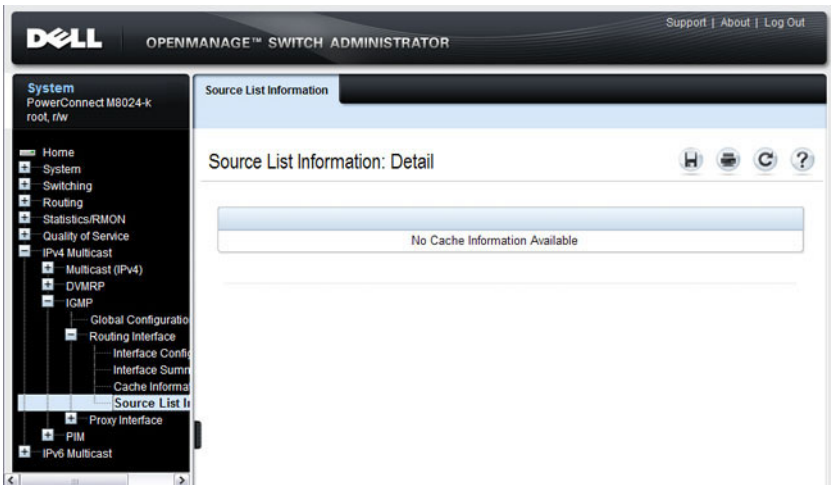 Support | About | Log Out
DELL
OPENMANAGE™ SWITCH ADMINISTRATOR
System
PowerConnect M8024-k
root, r/w
Source List Information
Home
System
Switching
Routing
Statistics/RMON
Quality of Service
IPv4 Multicast
Multicast (IPv4)
DVMRP
IGMP
Global Configuratio
Routing Interface
Interface Config
Interface Summ
Cache Informat
Source List In
Proxy Interface
PIM
IPv6 Multicast
Source List Information: Detail
No Cache Information Available